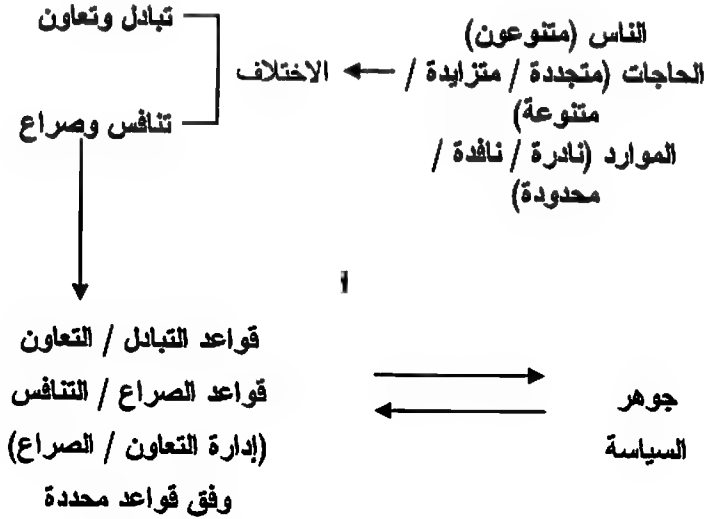 الناس (متنوعون)
الحاجات (متجددة / متزايدة /
متنوعة)
الموارد (نادرة / نافدة /
محدودة)
الاختلاف
تبادل وتعاون
تنافس وصراع
قواعد التبادل / التعاون
قواعد الصراع / التنافس
(إدارة التعاون / الصراع)
وفق قواعد محددة
جوهر
السياسة